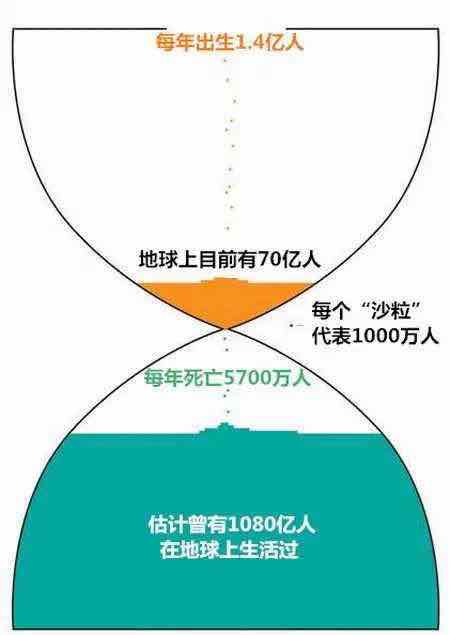 每年出生1.4亿人
地球上目前有70亿人
每个“沙粒”
代表1000万人
每年死亡5700万人
估计曾有1080亿人
在地球上生活过